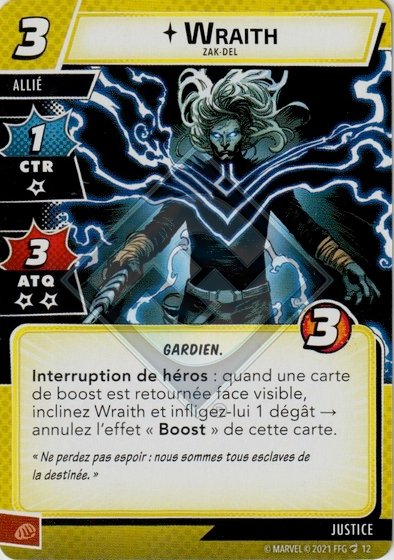 3
Wraith
ZAK-DEL
ALLIÉ
1
CTR
3
ATQ
3
GARDIEN.
Interruption de héros : quand une carte
de boost est retournée face visible,
inclinez Wraith et infligez-lui 1 dégât →
annulez l'effet « Boost » de cette carte.
« Ne perdez pas espoir : nous sommes tous esclaves de
la destinée. »
JUSTICE
© MARVEL © 2021 FFG 12